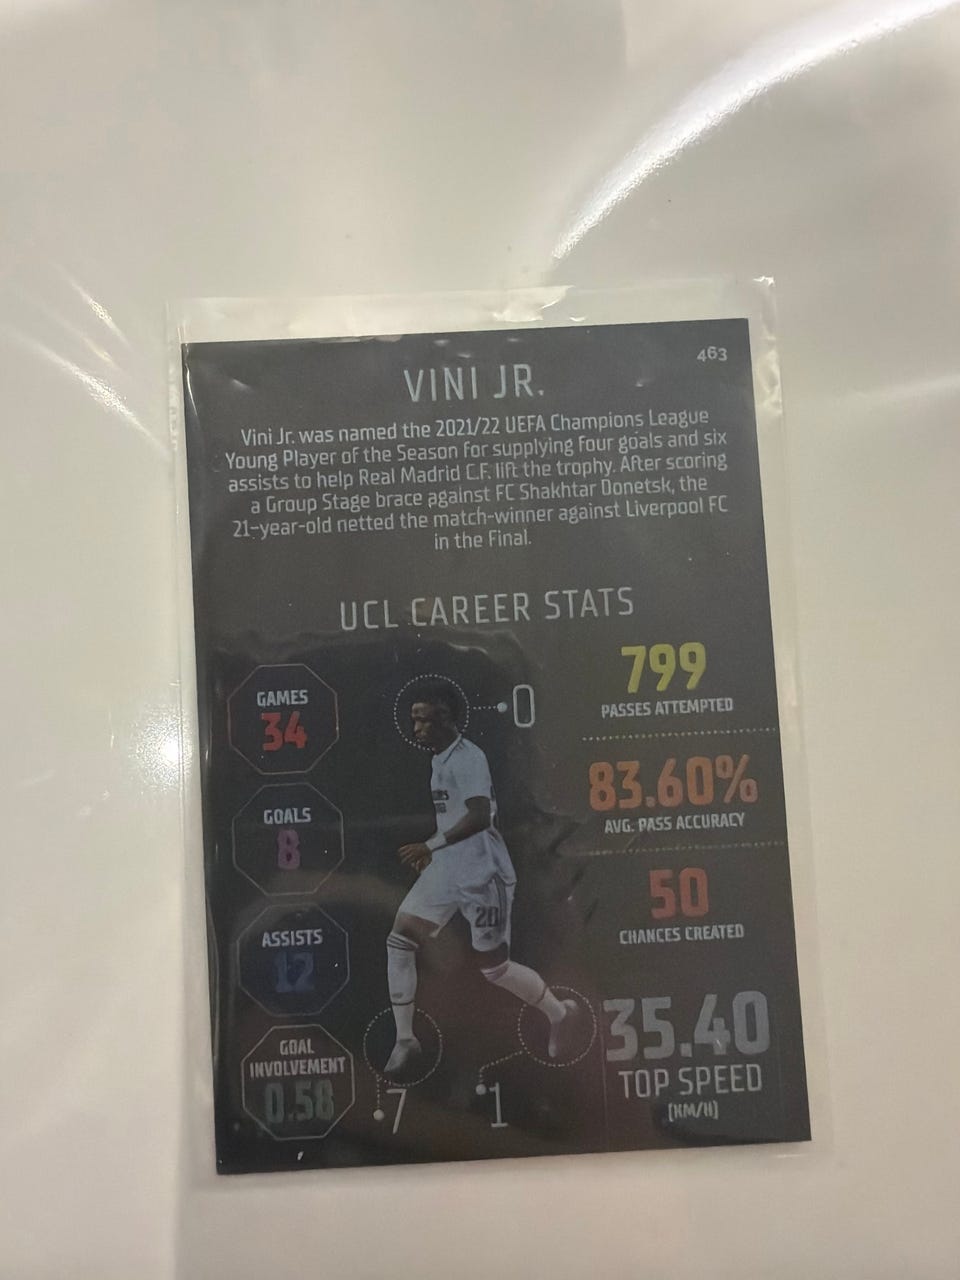 463
VINI JR.
Vini Jr. was named the 2021/22 UEFA Champions League
Young Player of the Season for supplying four goals and six
assists to help Real Madrid C.F. lift the trophy. After scoring
a Group Stage brace against FC Shakhtar Donetsk, the
21-year-old netted the match-winner against Liverpool FC
in the Final.
UCL CAREER STATS
GAMES
34
GOALS
8
ASSISTS
12
GOAL
INVOLVEMENT
0.58
0
20
7
1
799
PASSES ATTEMPTED
83.60%
AVG. PASS ACCURACY
50
CHANCES CREATED
35.40
TOP SPEED
(KM/H)